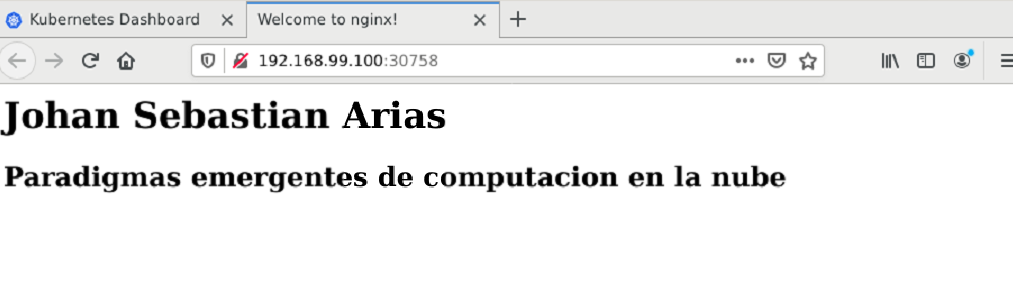 Kubernetes Dashboard Welcome to nginx!
192.168.99.100:30758
Johan Sebastian Arias
Paradigmas emergentes de computacion en la nube